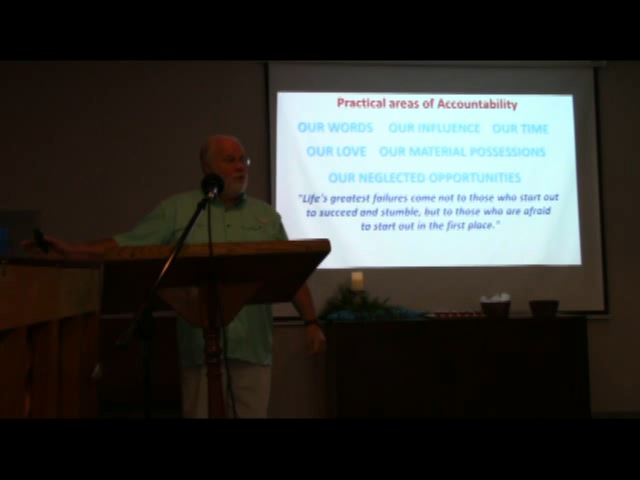 Practical areas of Accountability
OUR WORDS OUR INFLUENCE OUR TIME
OUR LOVE OUR MATERIAL POSSESSIONS
OUR NEGLECTED OPPORTUNITIES
"Life's greatest failures come not to those who start out
to succeed and stumble, but to those who are afraid
to start out in the first place."